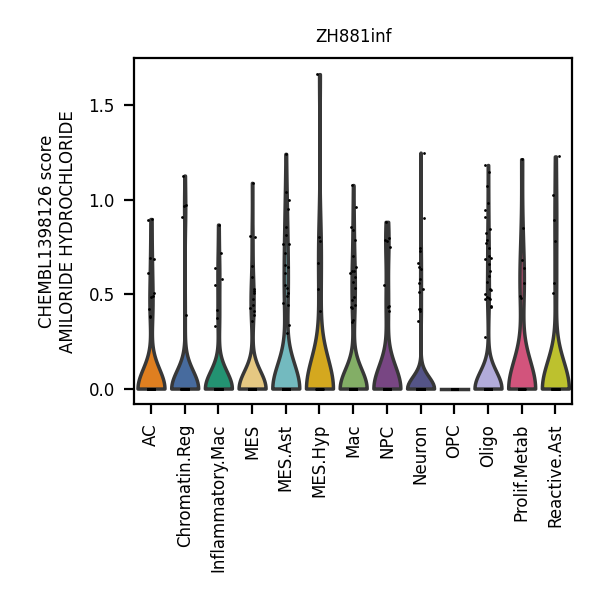 ZH881inf
CHEMBL1398126 score
AMILORIDE HYDROCHLORIDE
1.5
1.0
0.5
0.0
AC
Chromatin.Reg
Inflammatory.Mac
MES
MES.Ast
MES.Hyp
Mac
NPC
Neuron
OPC
Oligo
Prolif.Metab
Reactive.Ast